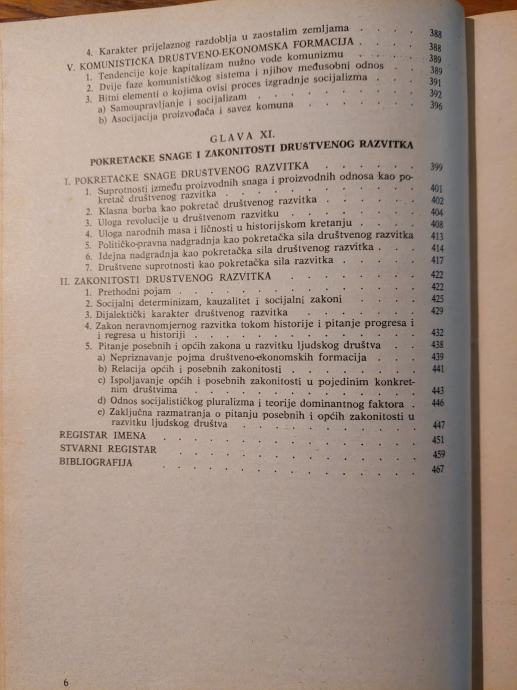 4. Karakter prijelaznog razdoblja u zaostalim zemljama . . . . 388
V. KOMUNISTIČKA DRUŠTVENO-EKONOMSKA FORMACIJA . . . . 388
1. Tendencije koje kapitalizam nužno vode komunizmu . . . . 389
2. Dvije faze komunističkog sistema i njihov međusobni odnos . . 389
3. Bitni elementi o kojima ovisi proces izgradnje socijalizma . . . 391
a) Samoupravljanje i socijalizam . . . . . . . . 392
b) Asocijacija proizvođača i savez komuna . . . . . . 396
GLAVA XI.
POKRETAČKE SNAGE I ZAKONITOSTI DRUŠTVENOG RAZVITKA
I. POKRETAČKE SNAGE DRUŠTVENOG RAZVITKA . . . . . . 399
1. Suprotnosti između proizvodnih snaga i proizvodnih odnosa kao po-
kretač društvenog razvitka . . . . . . . . . 401
2. Klasna borba kao pokretač društvenog razvitka . . . . . 402
3. Uloga revolucije u društvenom razvitku . . . . . . 404
4. Uloga narodnih masa i ličnosti u historijskom kretanju . . . 408
5. Političko-pravna nadgradnja kao pokretačka sila društvenog razvitka 413
6. Idejna nadgradnja kao pokretačka sila društvenog razvitka . . 414
7. Društvene suprotnosti kao pokretačka sila razvitka . . . . 417
II. ZAKONITOSTI DRUŠTVENOG RAZVITKA . . . . . . . 422
1. Prethodni pojam . . . . . . . . . . . 422
2. Socijalni determinizam, kauzalitet i socijalni zakoni . . . . 425
3. Dijalektički karakter društvenog razvitka . . . . . . 429
4. Zakon neravnomjernog razvitka tokom historije i pitanje progresa i
i regresa u historiji . . . . . . . . . . 432
5. Pitanje posebnih i općih zakona u razvitku ljudskog društva . . 438
a) Nepriznavanje pojma društveno-ekonomskih formacija . . . 439
b) Relacija općih i posebnih zakonitosti . . . . . . 441
c) Ispoljavanje općih i posebnih zakonitosti u pojedinim konkret-
nim društvima . . . . . . . . . . . 443
d) Odnos socijalističkog pluralizma i teorije dominantnog faktora . 446
e) Zaključna razmatranja o pitanju posebnih i općih zakonitosti u
razvitku ljudskog društva . . . . . . . . . 447
REGISTAR IMENA . . . . . . . . . . . . 451
STVARNI REGISTAR . . . . . . . . . . . . 459
BIBLIOGRAFIJA . . . . . . . . . . . . 467
6